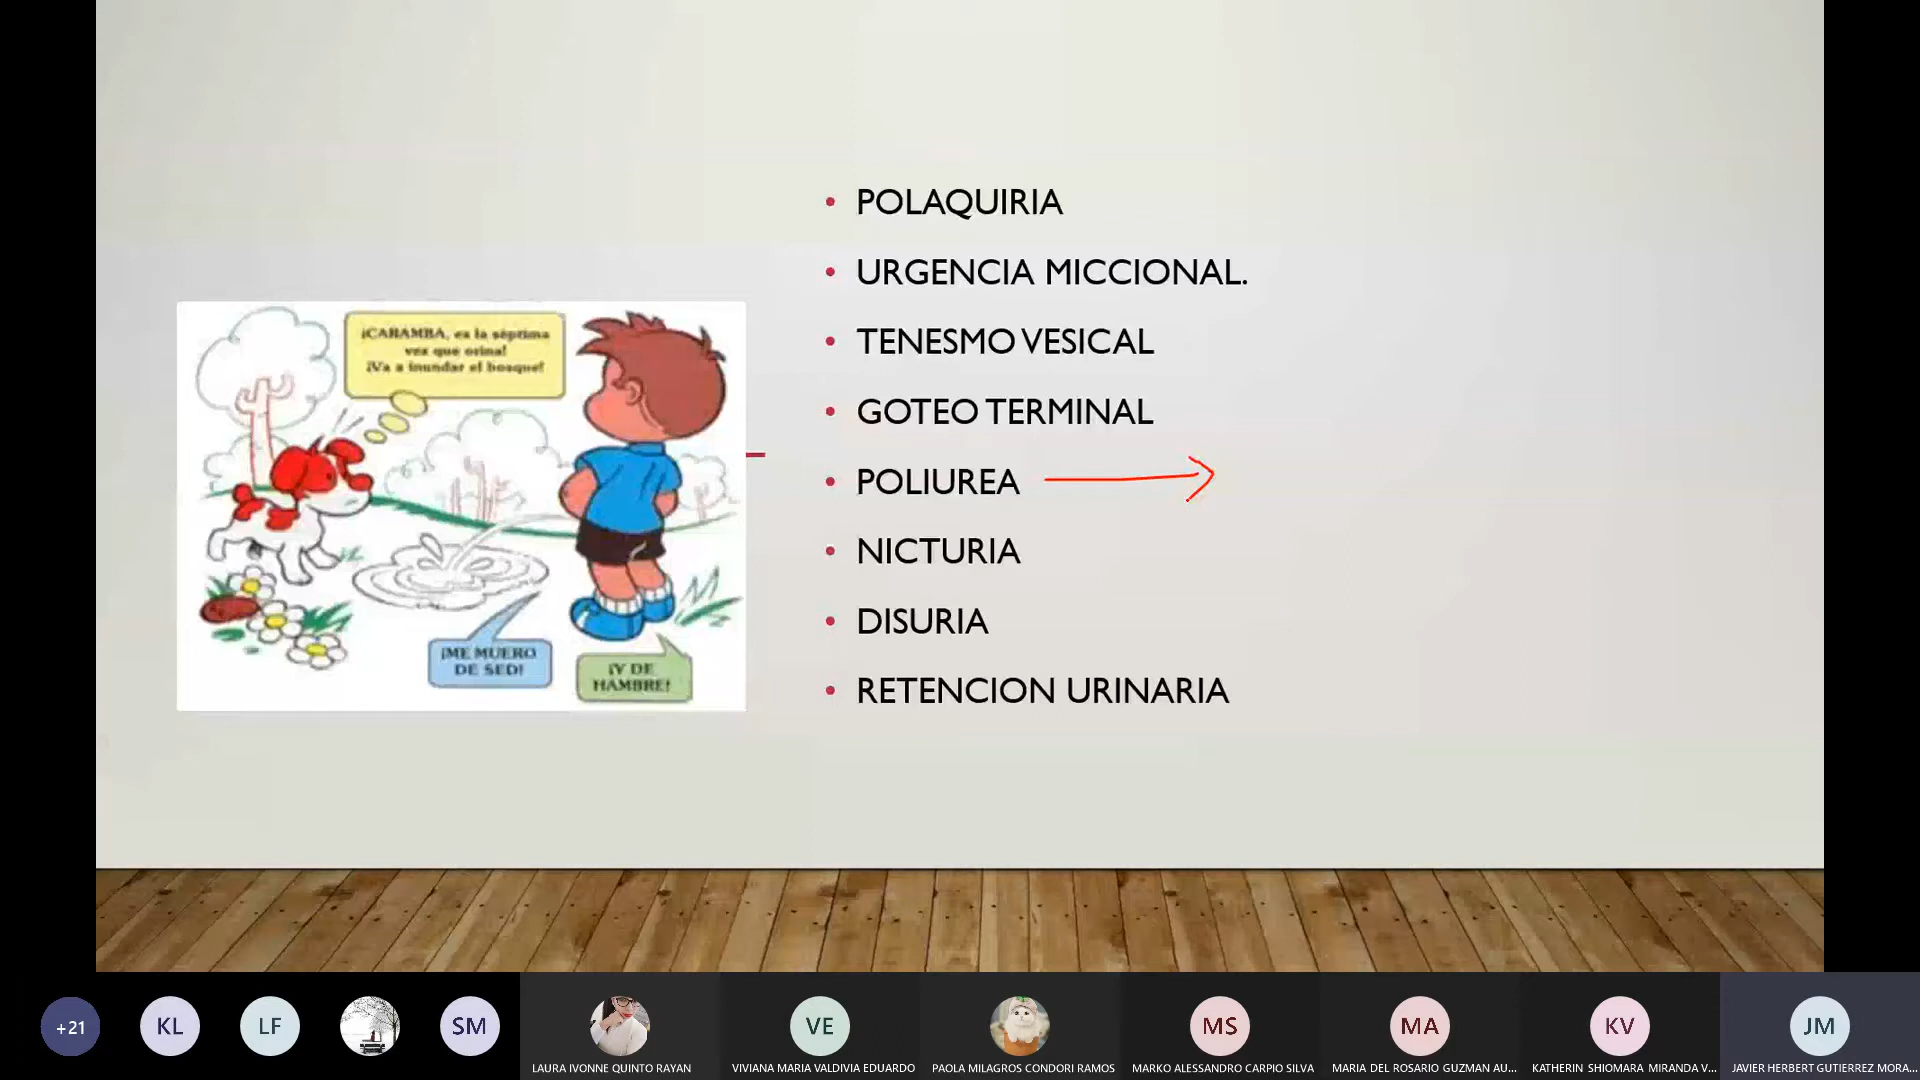 ¡CARAMBA, es la séptima
vez que orina!
¡Va a inundar el bosque!
¡ME MUERO
DE SED!
¡Y DE
HAMBRE!
• POLAQUIRIA
• URGENCIA MICCIONAL.
• TENESMO VESICAL
• GOTEO TERMINAL
• POLIUREA
• NICTURIA
• DISURIA
• RETENCION URINARIA
+21
KL
LF
SM
LAURA IVONNE QUINTO RAYAN
VE
VIVIANA MARIA VALDIVIA EDUARDO
PAOLA MILAGROS CONDORI RAMOS
MS
MARKO ALESSANDRO CARPIO SILVA
MA
MARIA DEL ROSARIO GUZMAN AU...
KV
KATHERIN SHIOMARA MIRANDA V...
JM
JAVIER HERBERT GUTIERREZ MORA...